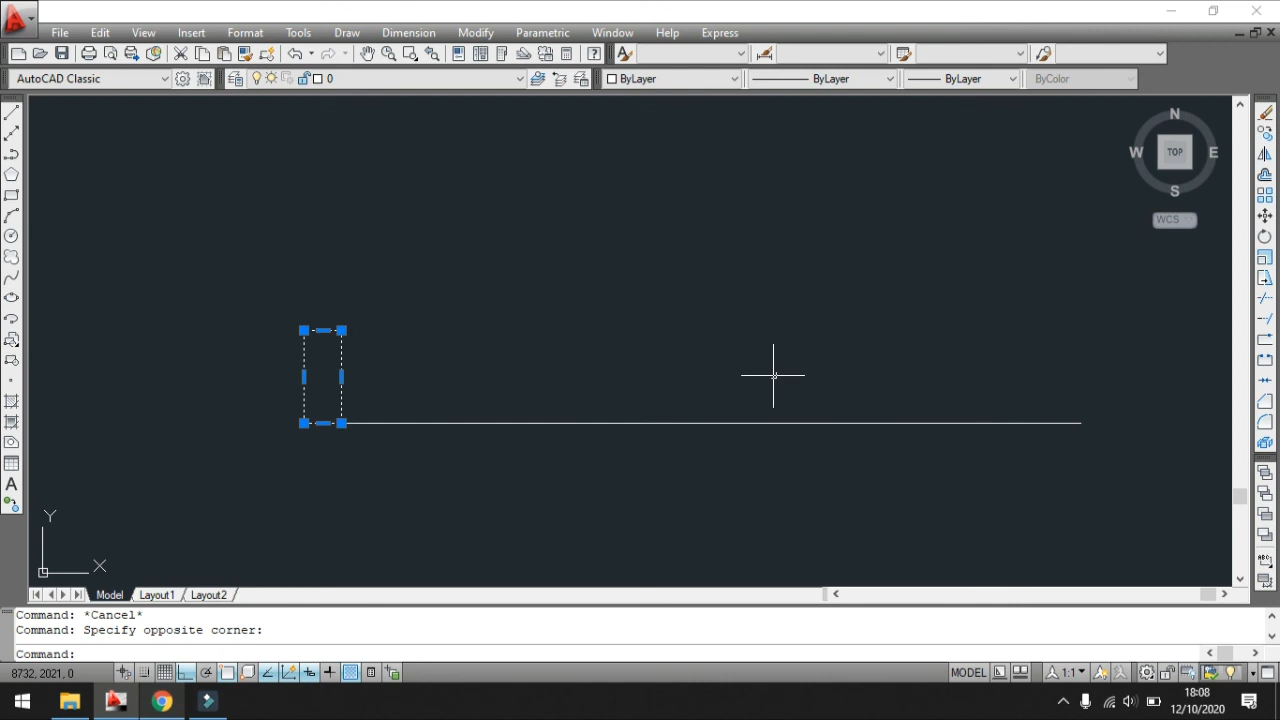 File Edit View Insert Format Tools Draw Dimension Modify Parametric Window Help Express
AutoCAD Classic 0 ByLayer ByLayer ByLayer ByColor
N
W TOP E
S
WCS
Y
X
Model Layout1 Layout2
Command: *Cancel*
Command: Specify opposite corner:
Command:
8732, 2021, 0 MODEL 1:1
18:08
12/10/2020